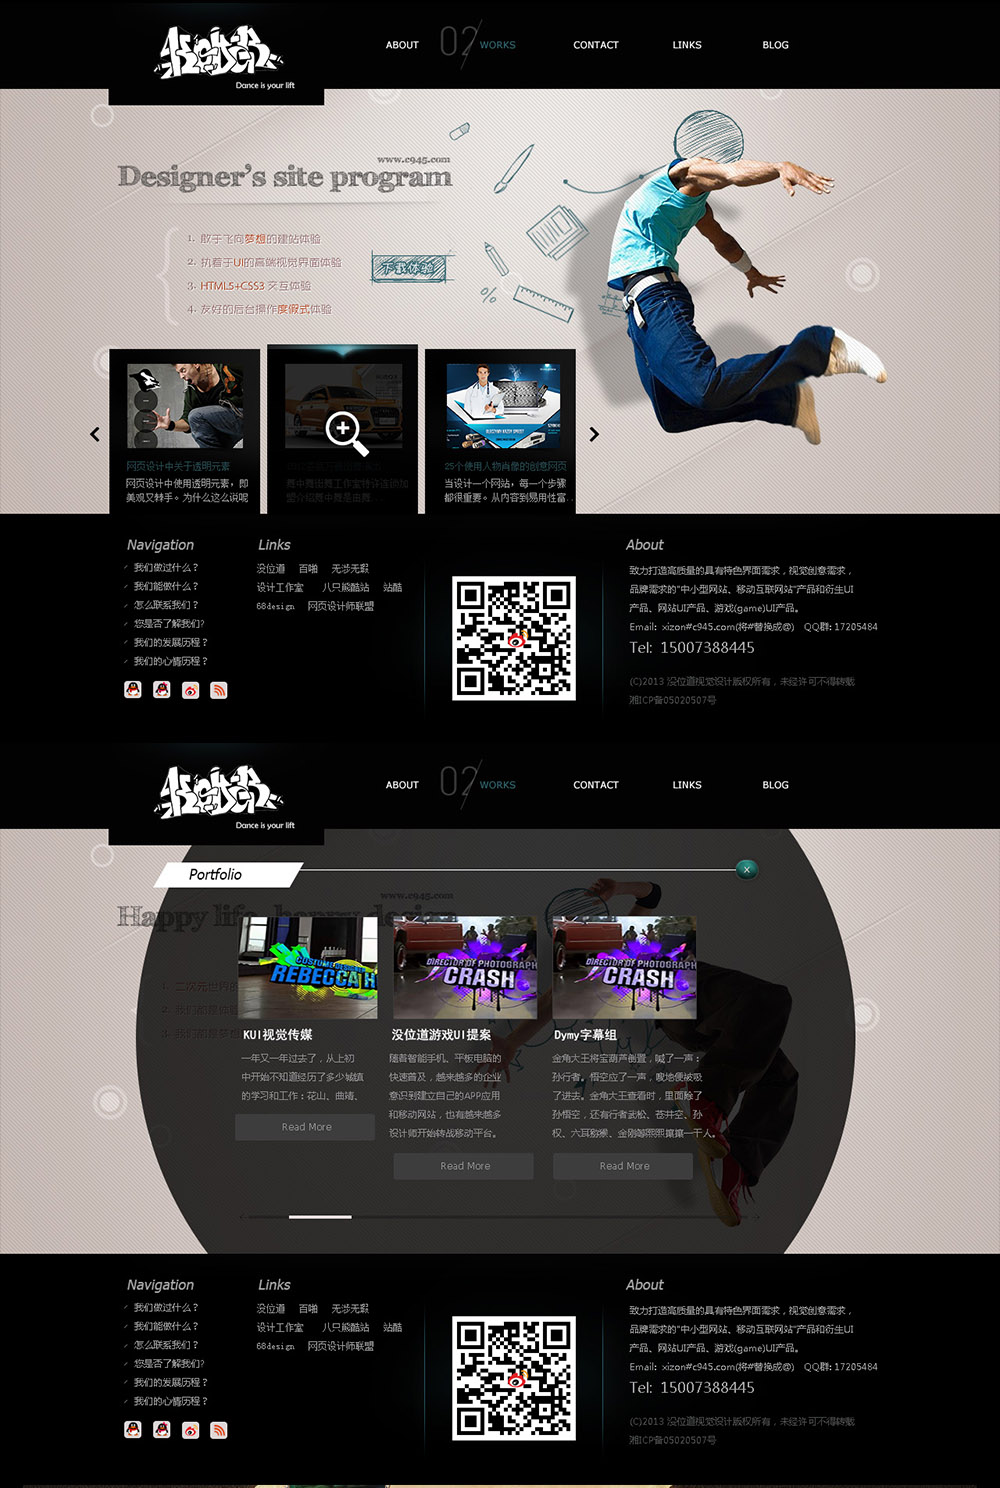 ABOUT
02
WORKS
CONTACT
LINKS
BLOG
Dance is your lift
www.c945.com
Designer's site program
1. 敢于飞向梦想的建站体验
2. 执着于UI的高端视觉界面体验
3. HTML5+CSS3 交互体验
4. 友好的后台操作度假式体验
下载体验
网页设计中关于透明元素
网页设计中使用透明元素，即
美观又棘手。为什么这么说呢
25个使用人物肖像的创意网页
当设计一个网站，每一个步骤
都很重要。从内容到易用性富..
Navigation
我们做过什么？
我们能做什么？
怎么联系我们？
您是否了解我们?
我们的发展历程？
我们的心情历程？
Links
没位道 百啪 无涉无瑕
设计工作室 八只熊酷站 站酷
68design 网页设计师联盟
About
致力打造高质量的具有特色界面需求，视觉创意需求，
品牌需求的"中小型网站、移动互联网站"产品和衍生UI
产品、网站UI产品、游戏(game)UI产品。
Email: xizon#c945.com(将#替换成@) QQ群: 17205484
Tel: 15007388445
(C)2013 没位道视觉设计版权所有，未经许可不得转载
湘ICP备05020507号
ABOUT
02
WORKS
CONTACT
LINKS
BLOG
Dance is your lift
Portfolio
x
www.c945.com
Happy life, happy design
1. 二次元世界的
2. 我们都是体验
3. 我们都是梦想
COSTUME DESIGNER
REBECCA H
DIRECTOR OF PHOTOGRAPH
CRASH
DIRECTOR OF PHOTOGRAPH
CRASH
KUI视觉传媒
一年又一年过去了，从上初
中开始不知道经历了多少城镇
的学习和工作：花山、曲靖、
Read More
没位道游戏UI提案
随着智能手机、平板电脑的
快速普及，越来越多的企业
意识到建立自己的APP应用
和移动网站，也有越来越多
设计师开始转战移动平台。
Read More
Dymy字幕组
金角大王将宝葫芦倒置，喊了一声：
孙行者，悟空应了一声，嗖地便被吸
了进去。金角大王查看时，里面除了
孙悟空，还有行者武松、苍井空、孙
权、六耳猕猴、金刚等熙熙攘攘一干人。
Read More
Navigation
我们做过什么？
我们能做什么？
怎么联系我们？
您是否了解我们?
我们的发展历程？
我们的心情历程？
Links
没位道 百啪 无涉无瑕
设计工作室 八只熊酷站 站酷
68design 网页设计师联盟
About
致力打造高质量的具有特色界面需求，视觉创意需求，
品牌需求的"中小型网站、移动互联网站"产品和衍生UI
产品、网站UI产品、游戏(game)UI产品。
Email: xizon#c945.com(将#替换成@) QQ群: 17205484
Tel: 15007388445
(C)2013 没位道视觉设计版权所有，未经许可不得转载
湘ICP备05020507号